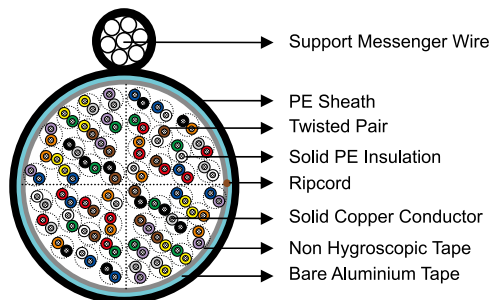 Support Messenger Wire
PE Sheath
Twisted Pair
Solid PE Insulation
Ripcord
Solid Copper Conductor
Non Hygroscopic Tape
Bare Aluminium Tape